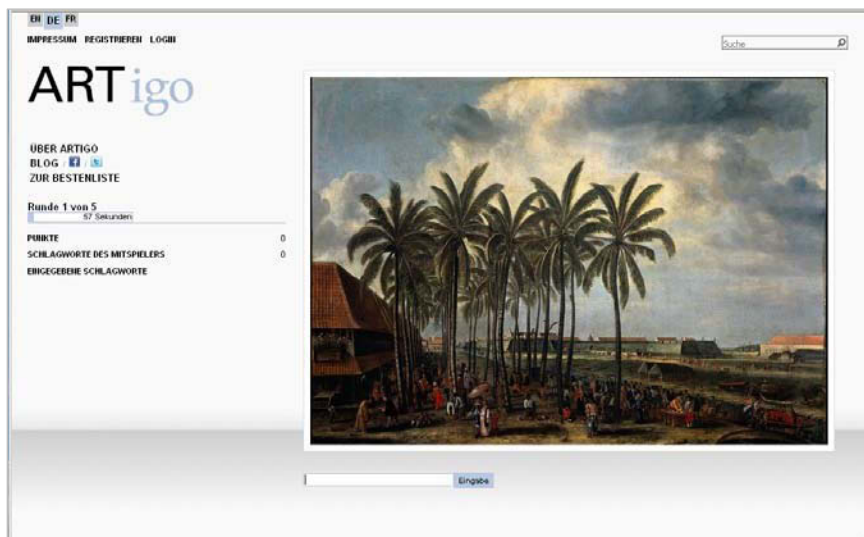 EN DE FR
IMPRESSUM REGISTRIEREN LOGIN
Suche
ARTigo
ÜBER ARTIGO
BLOG / f / t
ZUR BESTENLISTE
Runde 1 von 5
57 Sekunden
PUNKTE 0
SCHLAGWORTE DES MITSPIELERS 0
EINGEGEBENE SCHLAGWORTE
Eingabe